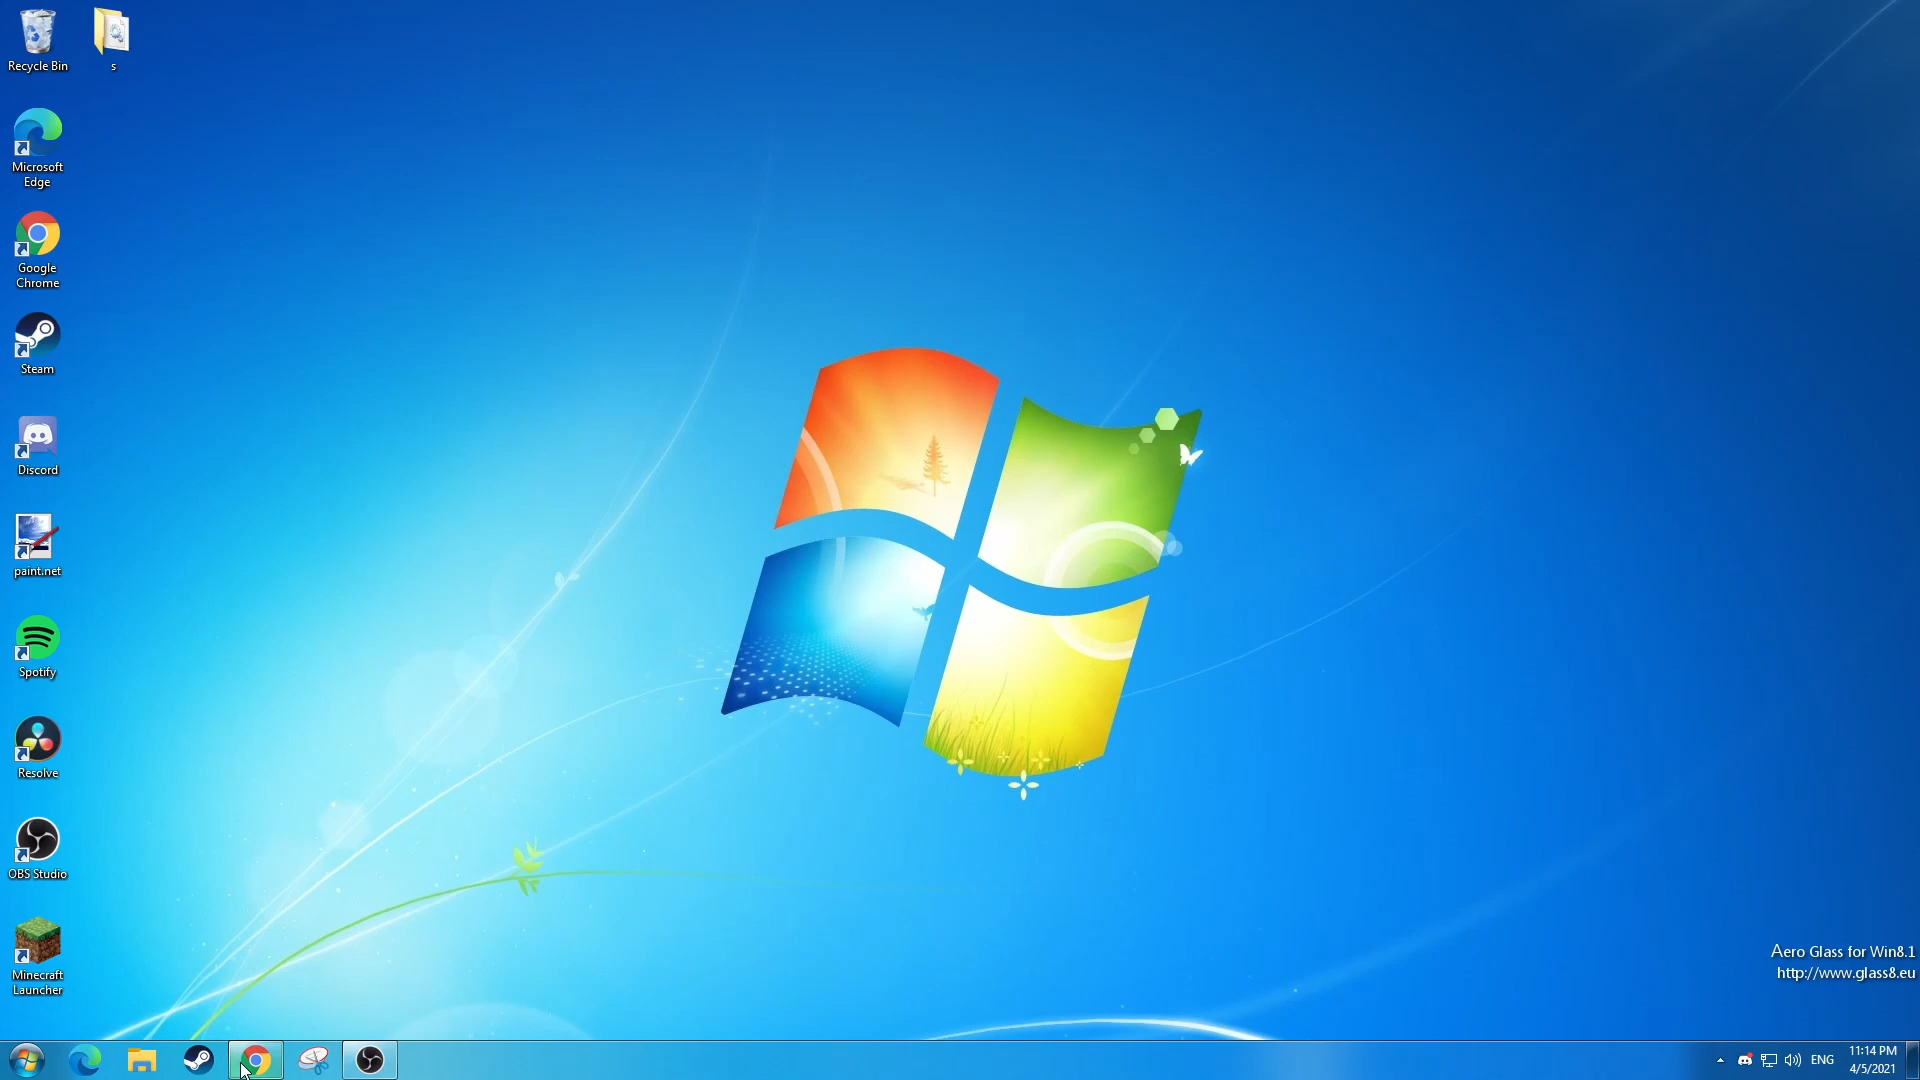 Recycle Bin
s
Microsoft
Edge
Google
Chrome
Steam
Discord
paint.net
Spotify
Resolve
OBS Studio
Minecraft
Launcher
Aero Glass for Win8.1
http://www.glass8.eu
ENG
11:14 PM
4/5/2021